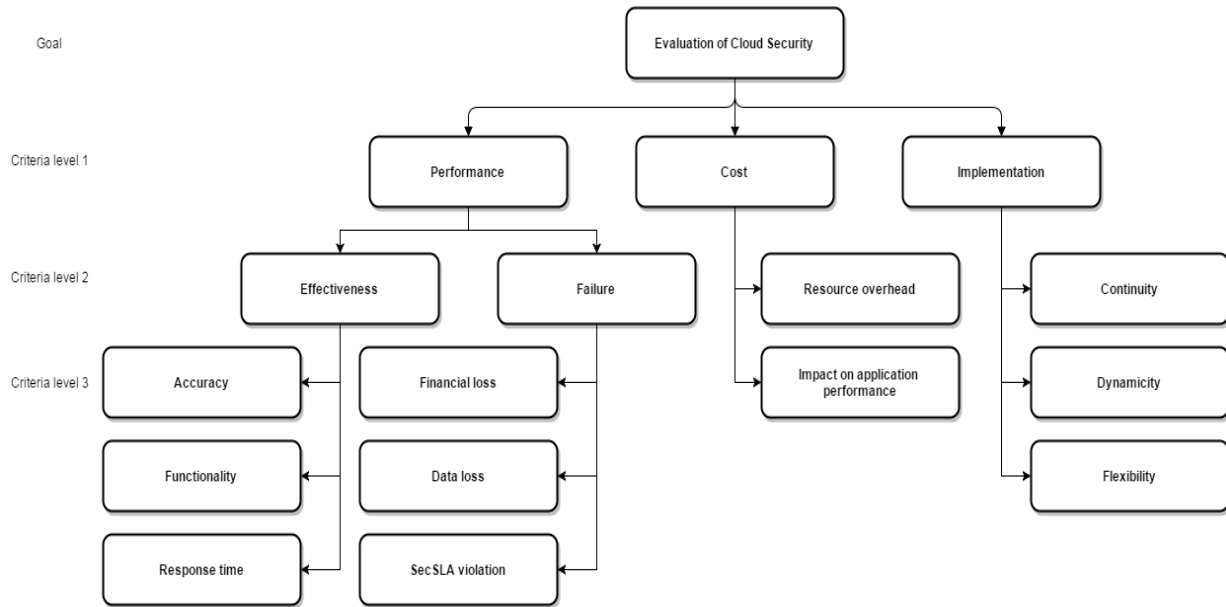 Goal
Evaluation of Cloud Security
Criteria level 1
Performance
Cost
Implementation
Criteria level 2
Effectiveness
Failure
Resource overhead
Continuity
Criteria level 3
Accuracy
Financial loss
Impact on application
performance
Dynamicity
Functionality
Data loss
Flexibility
Response time
SecSLA violation